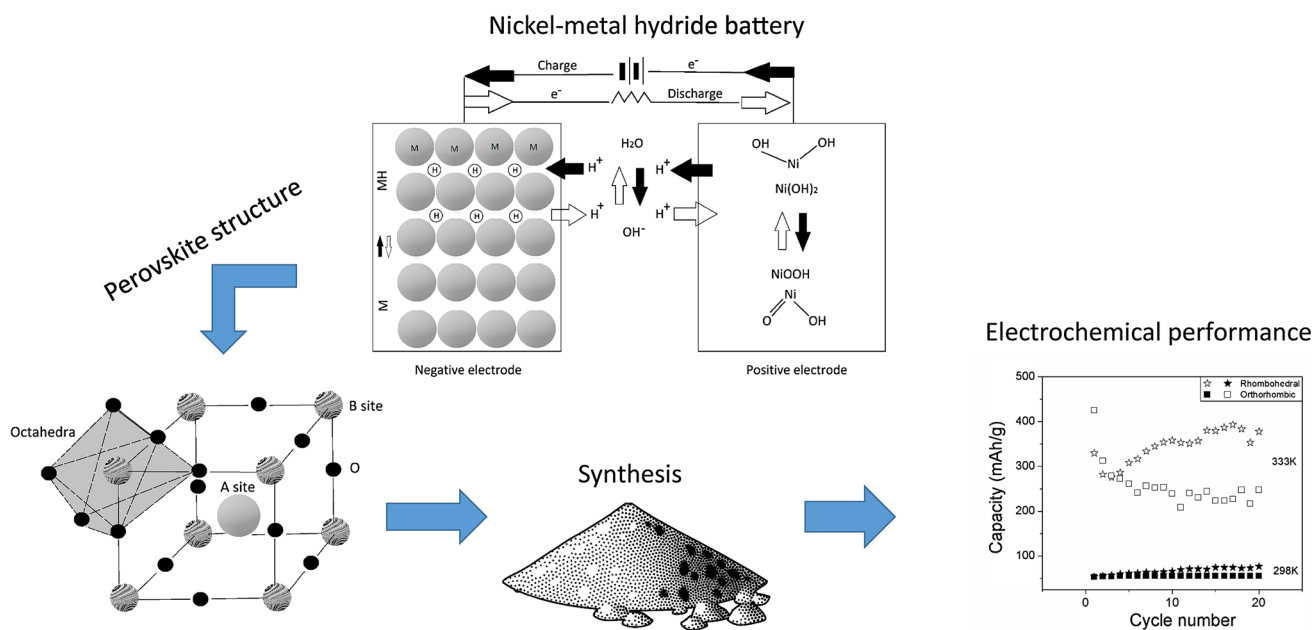 Nickel-metal hydride battery
Charge
e⁻
e⁻
Discharge
M M M M
H H H
H H H
MH
M
H⁺
H₂O
H⁺
H⁺
H⁺
OH⁻
OH
OH
Ni
Ni(OH)₂
NiOOH
Ni
O
OH
Negative electrode
Positive electrode
Perovskite structure
Octahedra
B site
O
A site
Synthesis
Electrochemical performance
500
400
300
200
100
Capacity (mAh/g)
Rhombohedral
Orthorhombic
333K
298K
0
10
20
Cycle number